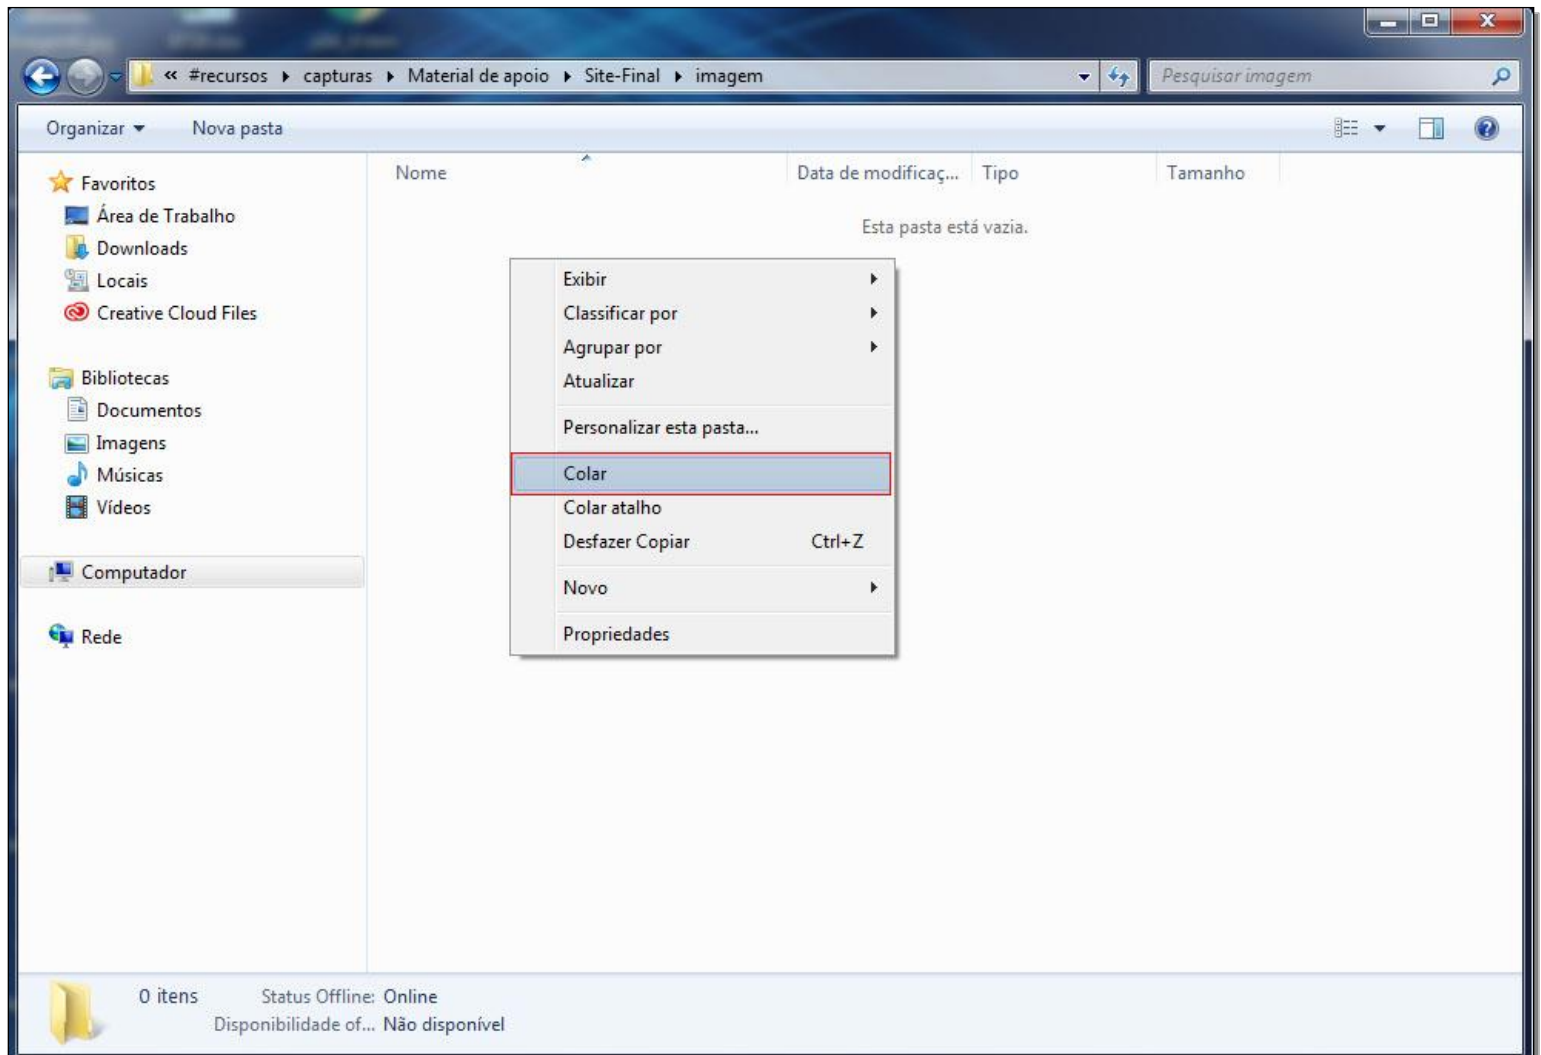 « #recursos capturas Material de apoio Site-Final imagem Pesquisar imagem
Organizar Nova pasta
Nome Data de modificaç... Tipo Tamanho
Esta pasta está vazia.
Favoritos
Área de Trabalho
Downloads
Locais
Creative Cloud Files
Bibliotecas
Documentos
Imagens
Músicas
Vídeos
Computador
Rede
Exibir
Classificar por
Agrupar por
Atualizar
Personalizar esta pasta...
Colar
Colar atalho
Desfazer Copiar Ctrl+Z
Novo
Propriedades
0 itens Status Offline: Online
Disponibilidade of... Não disponível